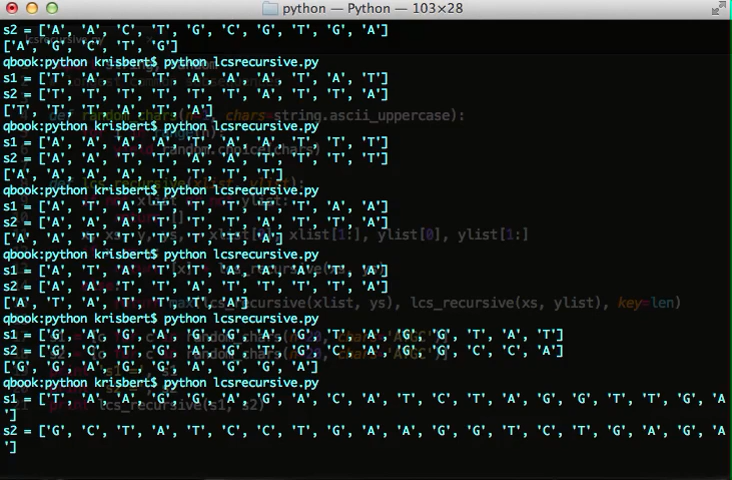 python — Python — 103×28
s2 = ['A', 'A', 'C', 'T', 'G', 'C', 'G', 'T', 'G', 'A']
['A', 'G', 'C', 'T', 'G']
qbook:python krisbert$ python lcsrecursive.py
s1 = ['T', 'A', 'T', 'T', 'A', 'A', 'A', 'T', 'A', 'T']
s2 = ['T', 'T', 'T', 'T', 'T', 'T', 'A', 'T', 'T', 'A']
['T', 'T', 'T', 'A', 'T', 'A']
qbook:python krisbert$ python lcsrecursive.py
s1 = ['A', 'A', 'A', 'A', 'A', 'A', 'A', 'T', 'T', 'T']
s2 = ['A', 'A', 'A', 'T', 'A', 'A', 'T', 'T', 'T', 'T']
['A', 'A', 'A', 'A', 'T', 'T', 'T']
qbook:python krisbert$ python lcsrecursive.py
s1 = ['A', 'T', 'A', 'T', 'T', 'T', 'T', 'T', 'A', 'A']
s2 = ['A', 'A', 'A', 'A', 'T', 'T', 'A', 'T', 'T', 'A']
['A', 'A', 'T', 'T', 'T', 'T', 'A']
qbook:python krisbert$ python lcsrecursive.py
s1 = ['A', 'T', 'A', 'T', 'A', 'A', 'A', 'A', 'T', 'A']
s2 = ['A', 'T', 'T', 'A', 'T', 'T', 'A', 'T', 'T', 'A']
['A', 'T', 'A', 'T', 'A', 'T', 'A']
qbook:python krisbert$ python lcsrecursive.py
s1 = ['G', 'A', 'G', 'A', 'G', 'G', 'A', 'G', 'T', 'A', 'G', 'G', 'T', 'A', 'T']
s2 = ['G', 'T', 'G', 'A', 'G', 'T', 'G', 'C', 'A', 'G', 'G', 'C', 'C', 'A']
['G', 'G', 'A', 'G', 'A', 'G', 'G', 'A']
qbook:python krisbert$ python lcsrecursive.py
s1 = ['T', 'A', 'A', 'G', 'G', 'A', 'G', 'A', 'C', 'A', 'T', 'C', 'T', 'A', 'G', 'G', 'T', 'T', 'G', 'A
']
s2 = ['G', 'C', 'T', 'A', 'T', 'C', 'C', 'T', 'G', 'A', 'A', 'G', 'G', 'T', 'C', 'T', 'G', 'A', 'G', 'A
']